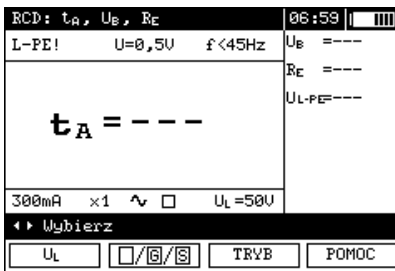 RCD: tA, UB, RE 06:59
L-PE! U=0,5V f<45Hz
UB =---
RE =---
UL-PE=---
tA=---
300mA ×1 ∿ □ UL=50V
◂▸ Wybierz
UL □/G/S TRYB POMOC